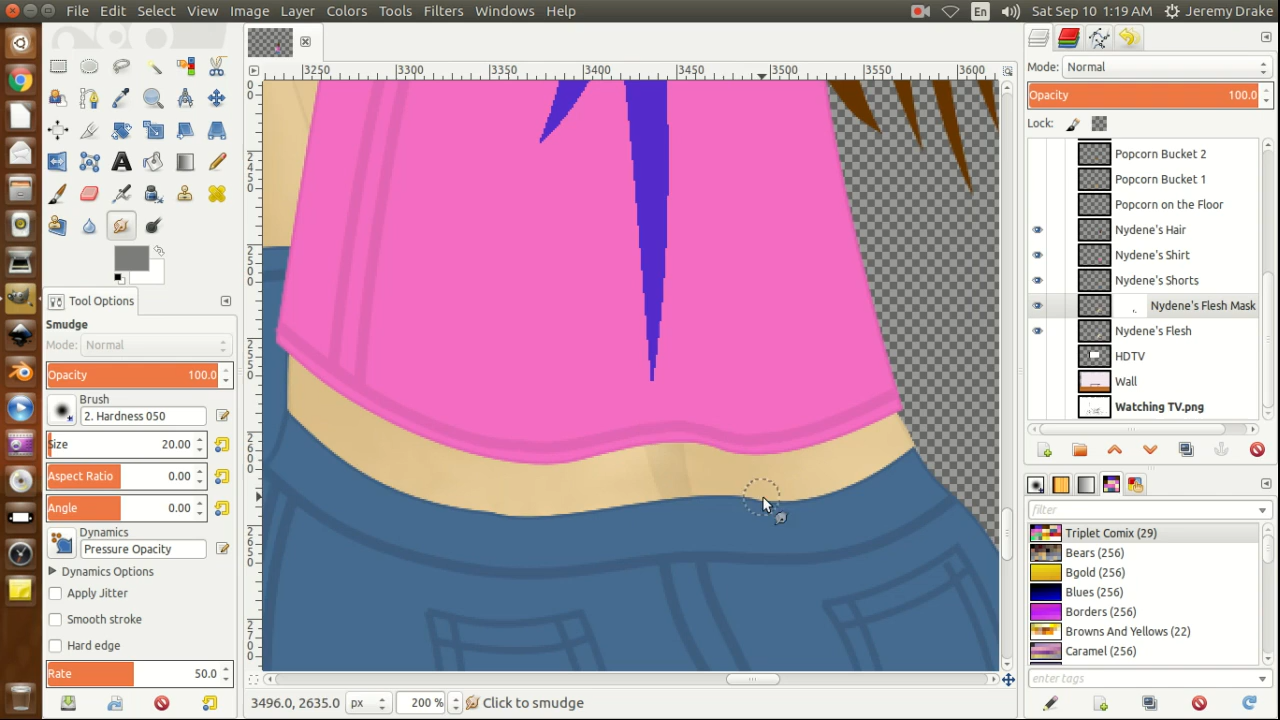 File Edit Select View Image Layer Colors Tools Filters Windows Help En Sat Sep 10 1:19 AM Jeremy Drake
3250 3300 3350 3400 3450 3500 3550 3600
Mode: Normal
Opacity 100.0
Lock:
Popcorn Bucket 2
Popcorn Bucket 1
Popcorn on the Floor
Nydene's Hair
Nydene's Shirt
Nydene's Shorts
Nydene's Flesh Mask
Nydene's Flesh
HDTV
Wall
Watching TV.png
Tool Options
Smudge
Mode: Normal
Opacity 100.0
Brush
2. Hardness 050
Size 20.00
Aspect Ratio 0.00
Angle 0.00
Dynamics
Pressure Opacity
Dynamics Options
Apply Jitter
Smooth stroke
Hard edge
Rate 50.0
filter
Triplet Comix (29)
Bears (256)
Bgold (256)
Blues (256)
Borders (256)
Browns And Yellows (22)
Caramel (256)
enter tags
3496.0, 2635.0 px 200 % Click to smudge